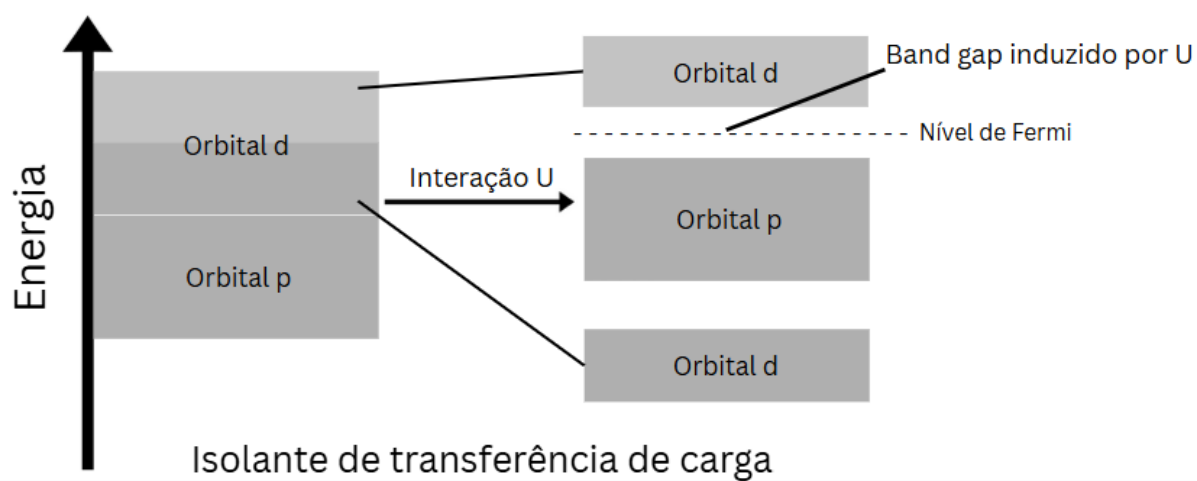 Energia
Orbital d
Orbital p
Interação U
Orbital d
Band gap induzido por U
Nível de Fermi
Orbital p
Orbital d
Isolante de transferência de carga